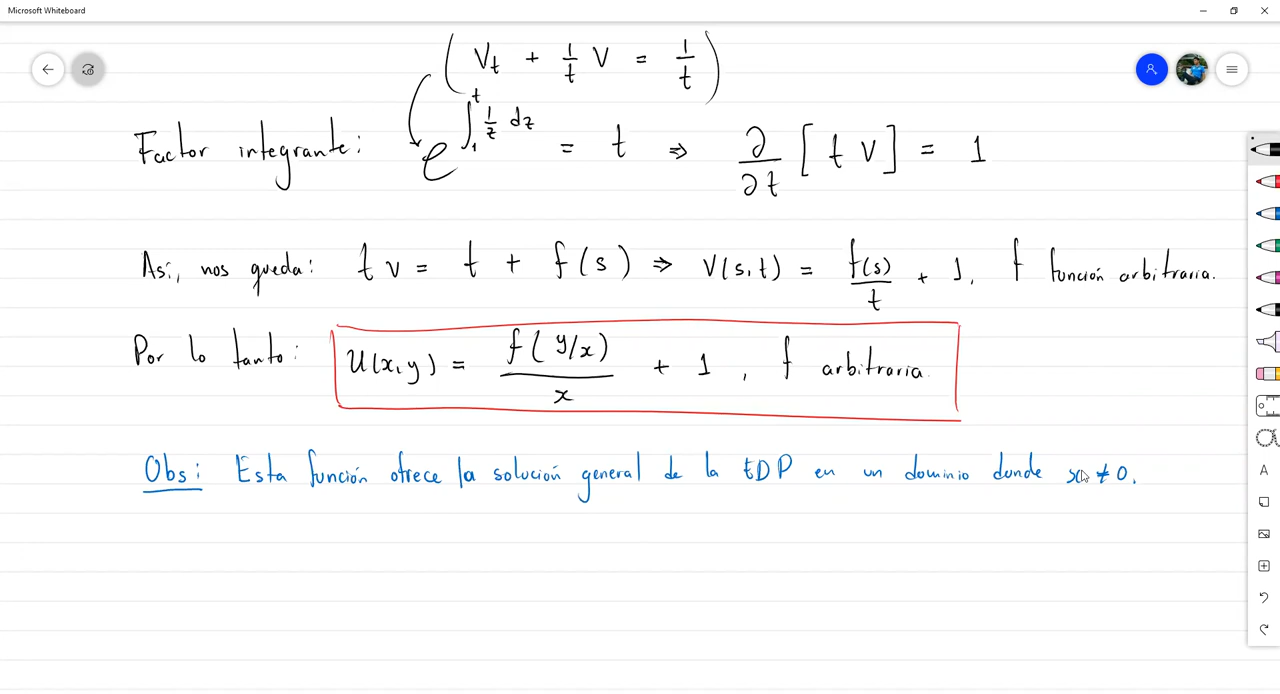 Microsoft Whiteboard
( V_t + 1/t V = 1/t )
Factor integrante: e^{∫_1^t 1/z dz} = t ⇒ ∂/∂t [ t V ] = 1
Así, nos queda: t v = t + f(s) ⇒ V(s,t) = f(s)/t + 1, f función arbitraria.
Por lo tanto: U(x,y) = f(y/x)/x + 1, f arbitraria.
Obs: Esta función ofrece la solución general de la EDP en un dominio donde x ≠ 0.
A